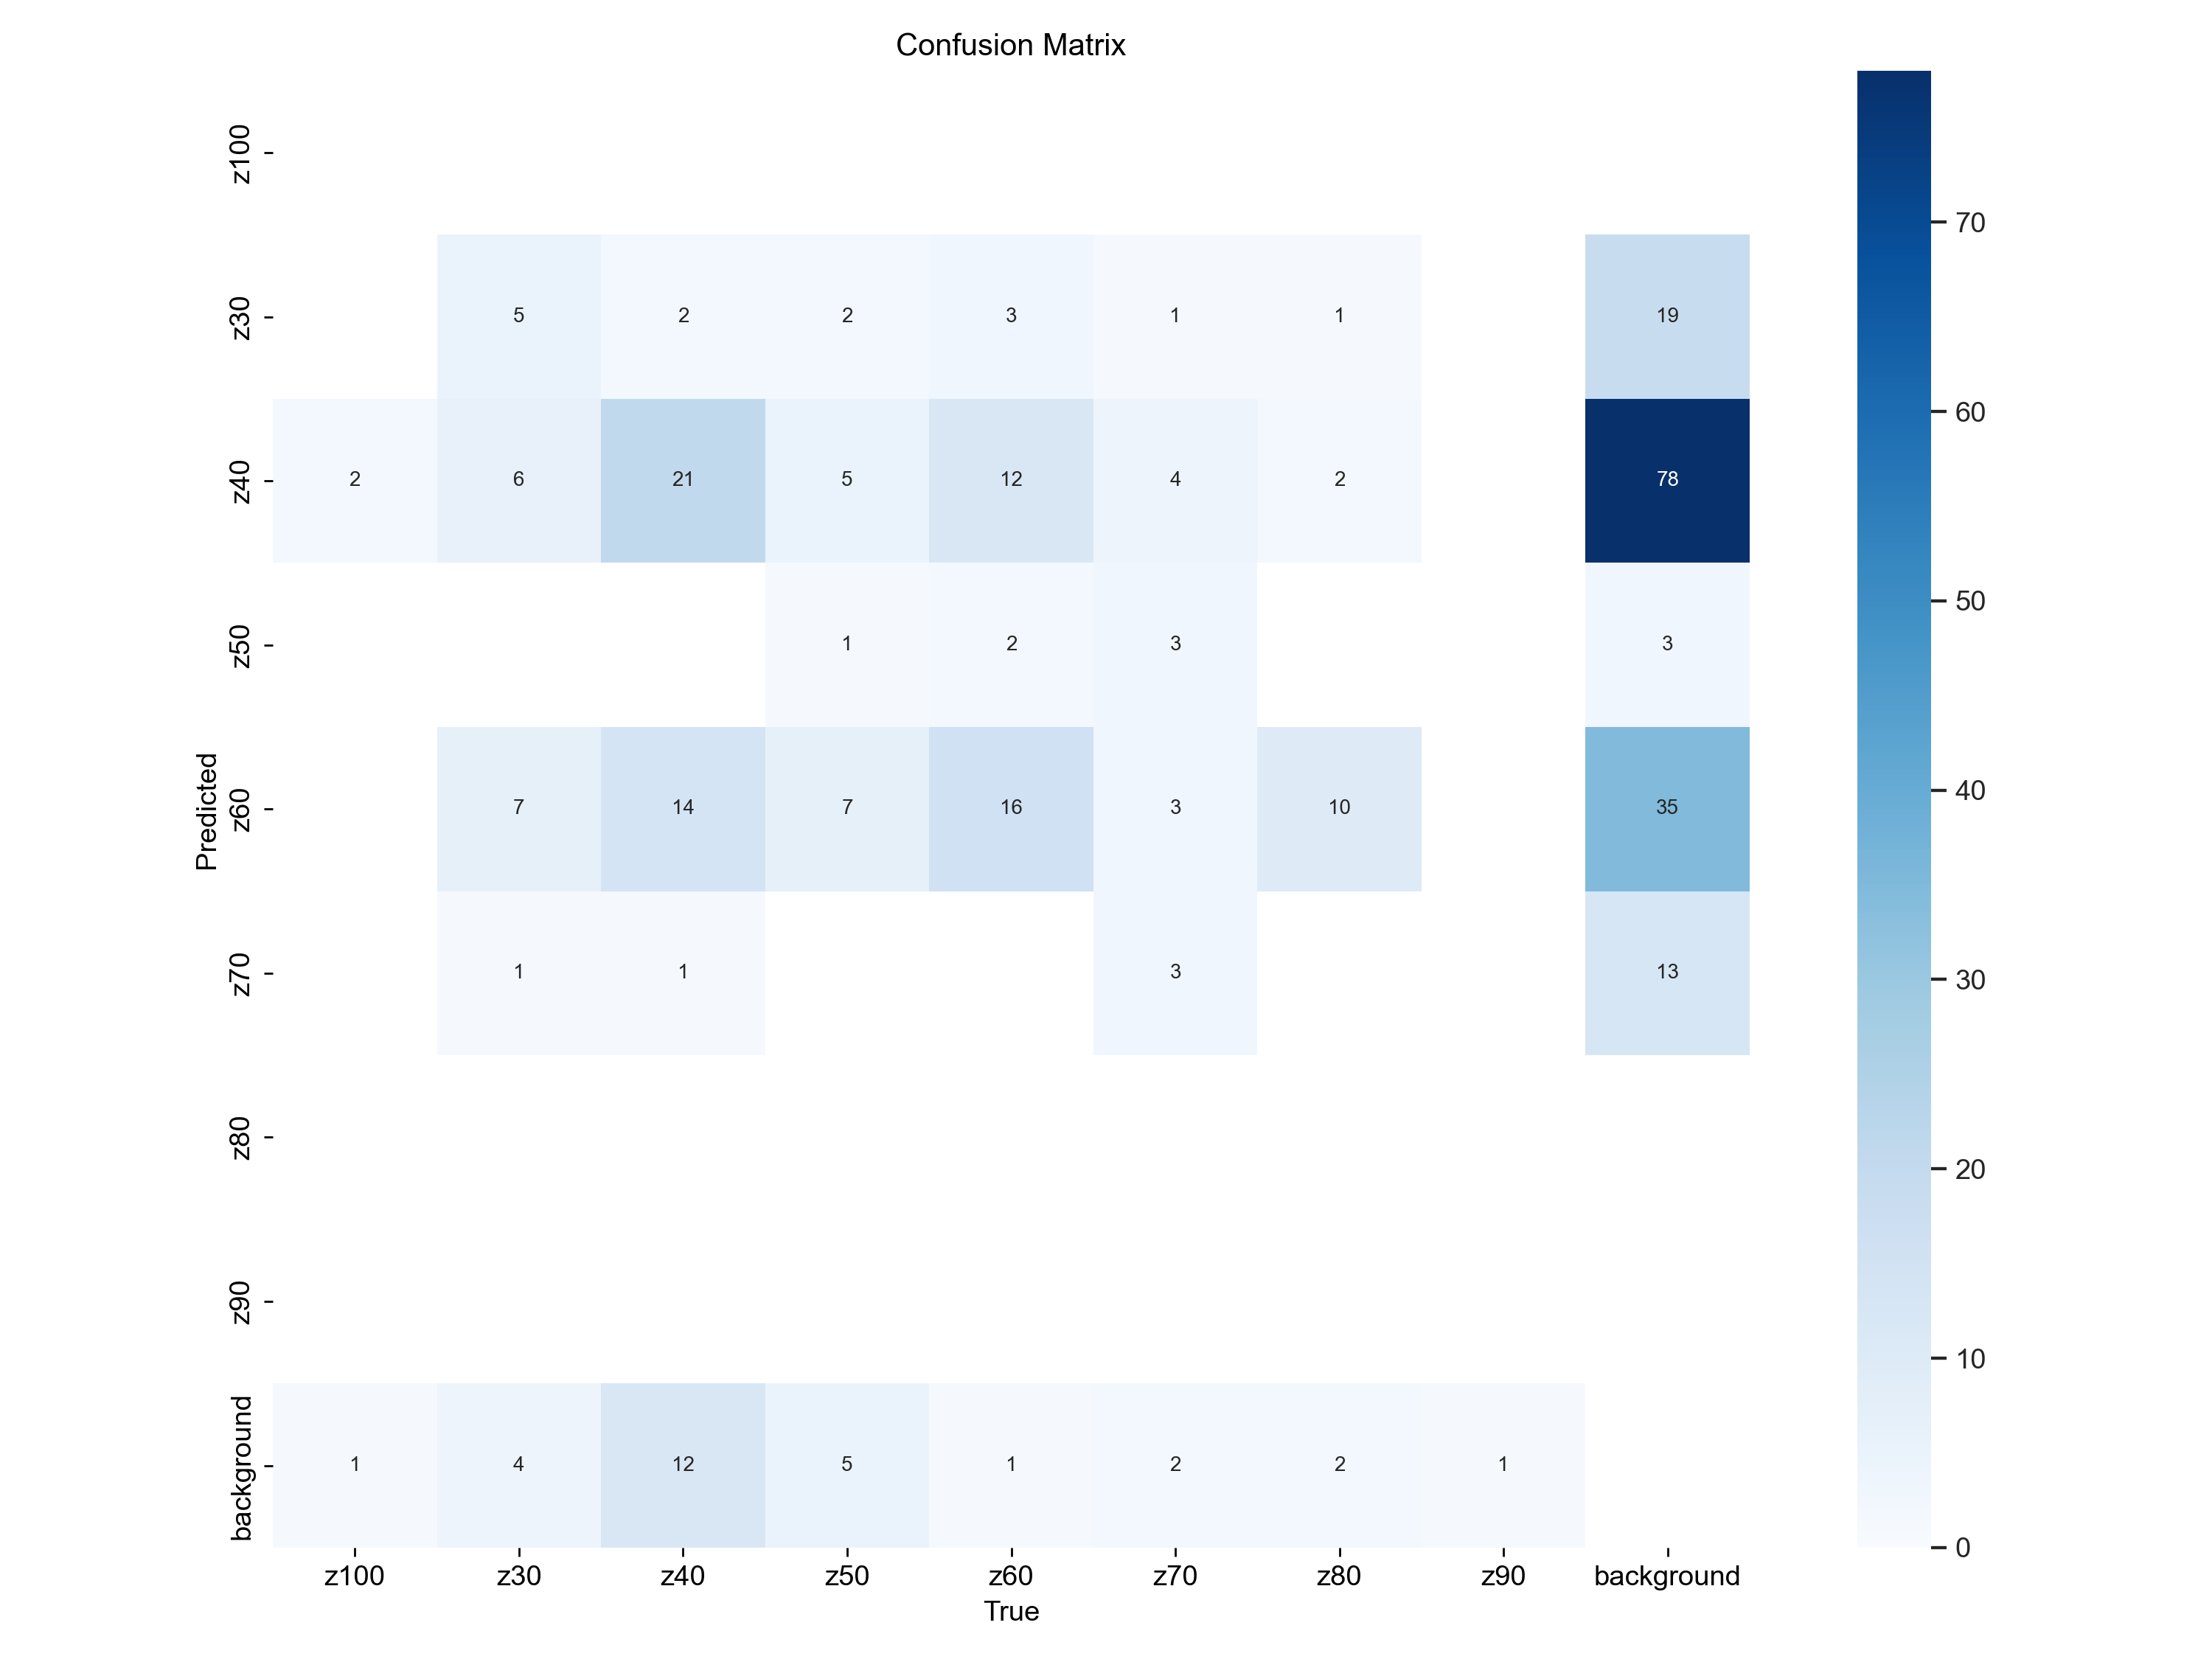 Confusion Matrix
z100
z30 5 2 2 3 1 1 19
z40 2 6 21 5 12 4 2 78
z50 1 2 3 3
z60 7 14 7 16 3 10 35
z70 1 1 3 13
z80
z90
background 1 4 12 5 1 2 2 1
z100 z30 z40 z50 z60 z70 z80 z90 background
True
Predicted
70
60
50
40
30
20
10
0